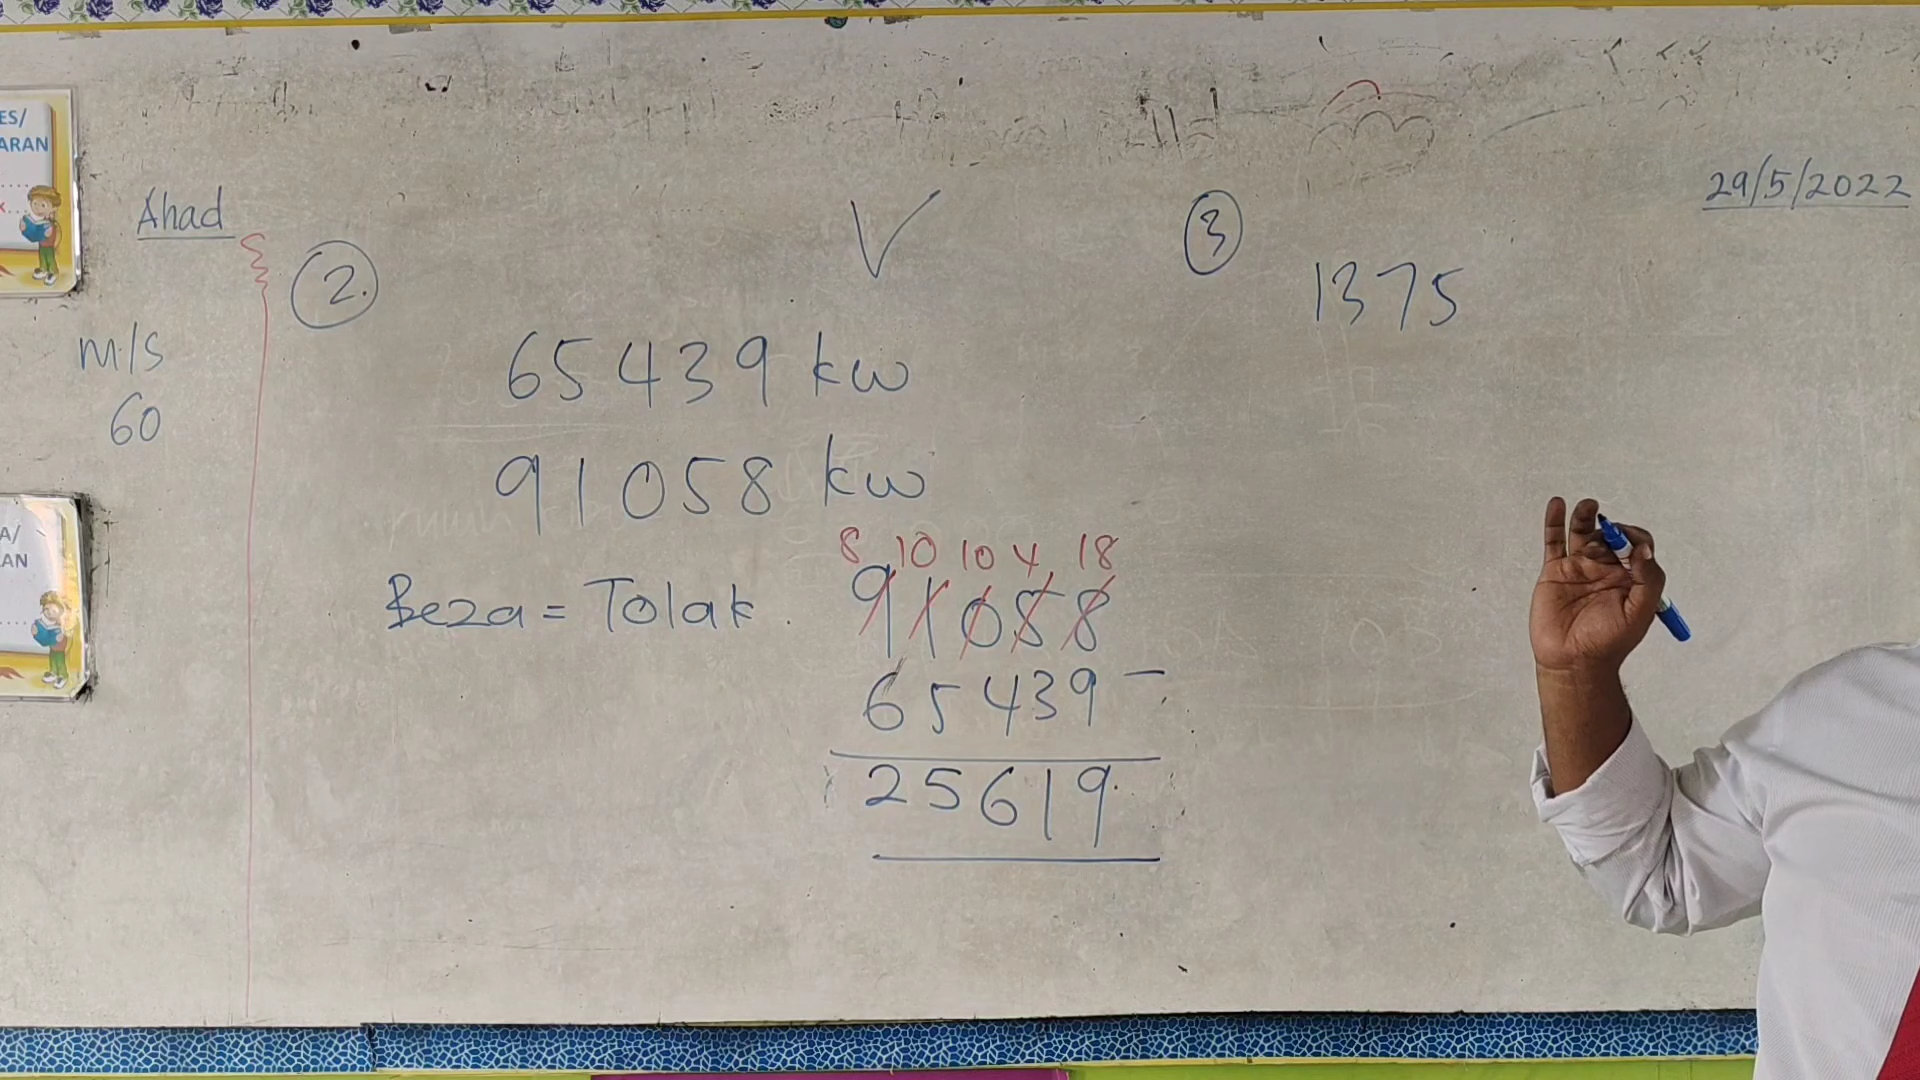 ES/
ARAN
A/
AN
Ahad
29/5/2022
m/s
60
2.
65439 kw
91058 kw
Beza = Tolak
8 10 10 4 18
91058
65439 -
25619
3
1375